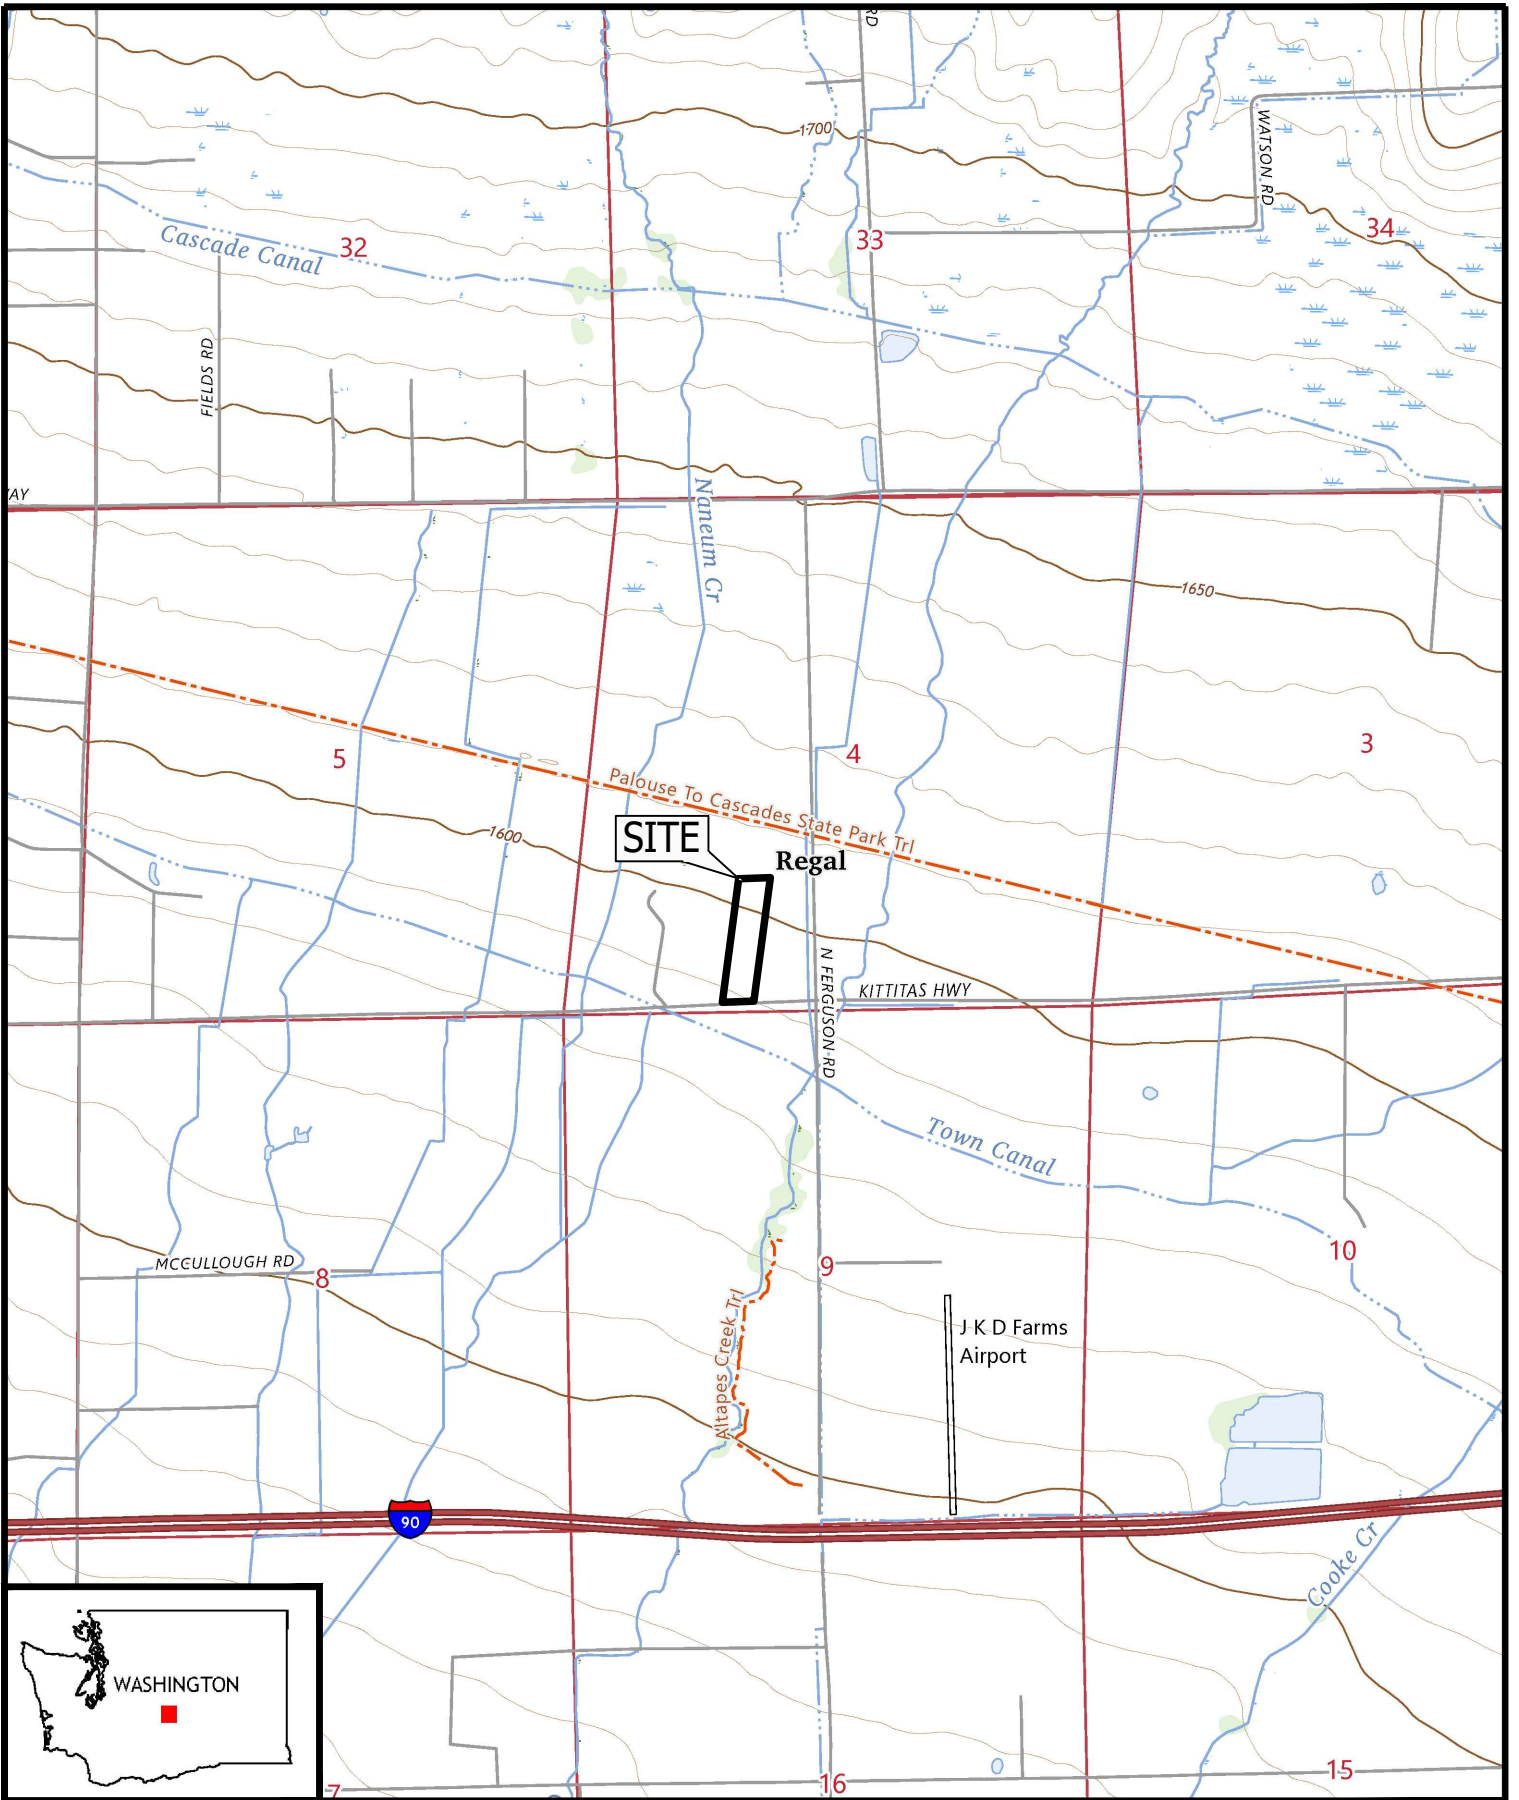 RD
1700
WATSON RD
Cascade Canal
32
33
34
FIELDS RD
Naneum Cr
1650
5
4
3
Palouse To Cascades State Park Trl
1600
SITE
Regal
N FERGUSON RD
KITTITAS HWY
Town Canal
MCCULLOUGH RD
8
9
10
Altapes Creek Trl
J K D Farms
Airport
90
Cooke Cr
WASHINGTON
7
16
15